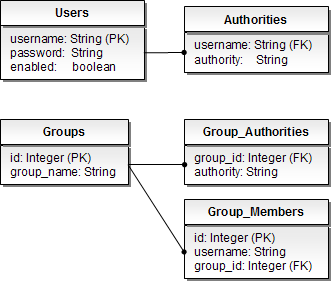 Users
username: String (PK)
password: String
enabled: boolean
Authorities
username: String (FK)
authority: String
Groups
id: Integer (PK)
group_name: String
Group_Authorities
group_id: Integer (FK)
authority: String
Group_Members
id: Integer (PK)
username: String
group_id: Integer (FK)